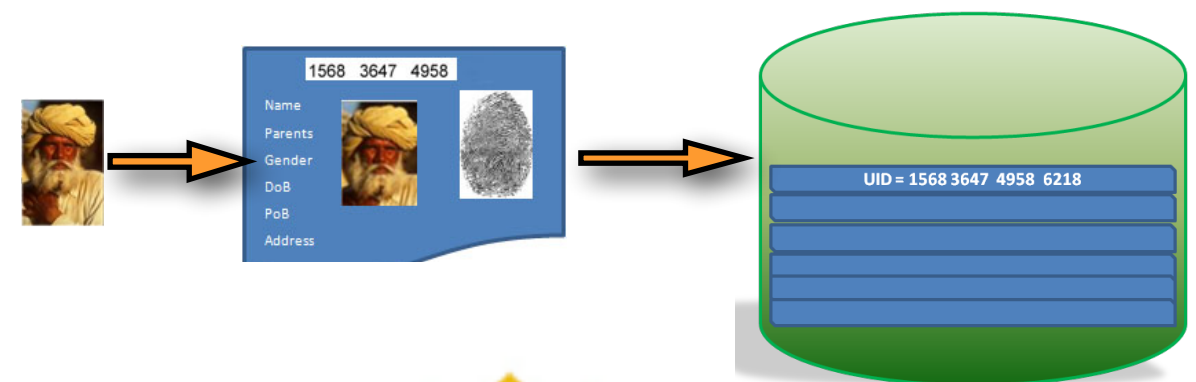 1568 3647 4958
Name
Parents
Gender
DoB
PoB
Address
UID = 1568 3647 4958 6218